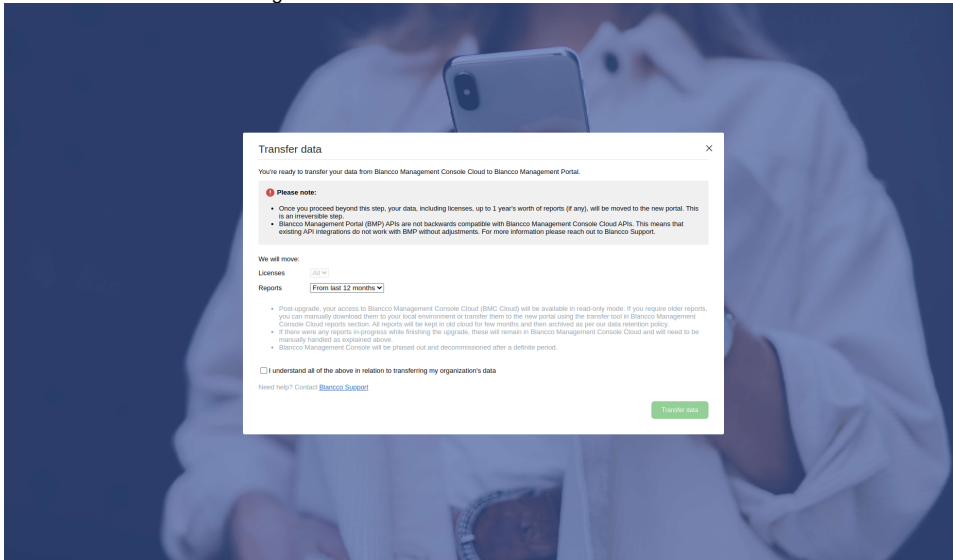 Transfer data
You're ready to transfer your data from Blancco Management Console Cloud to Blancco Management Portal.
Please note:
• Once you proceed beyond this step, your data, including licenses, up to 1 year's worth of reports (if any), will be moved to the new portal. This
is an irreversible step.
• Blancco Management Portal (BMP) APIs are not backwards compatible with Blancco Management Console Cloud APIs. This means that
existing API integrations do not work with BMP without adjustments. For more information please reach out to Blancco Support.
We will move:
Licenses All
Reports From last 12 months
• Post-upgrade, your access to Blancco Management Console Cloud (BMC Cloud) will be available in read-only mode. If you require older reports,
you can manually download them to your local environment or transfer them to the new portal using the transfer tool in Blancco Management
Console Cloud reports section. All reports will be kept in old cloud for few months and then archived as per our data retention policy.
• If there were any reports in-progress while finishing the upgrade, these will remain in Blancco Management Console Cloud and will need to be
manually handled as explained above.
• Blancco Management Console will be phased out and decommissioned after a definite period.
I understand all of the above in relation to transferring my organization's data
Need help? Contact Blancco Support
Transfer data